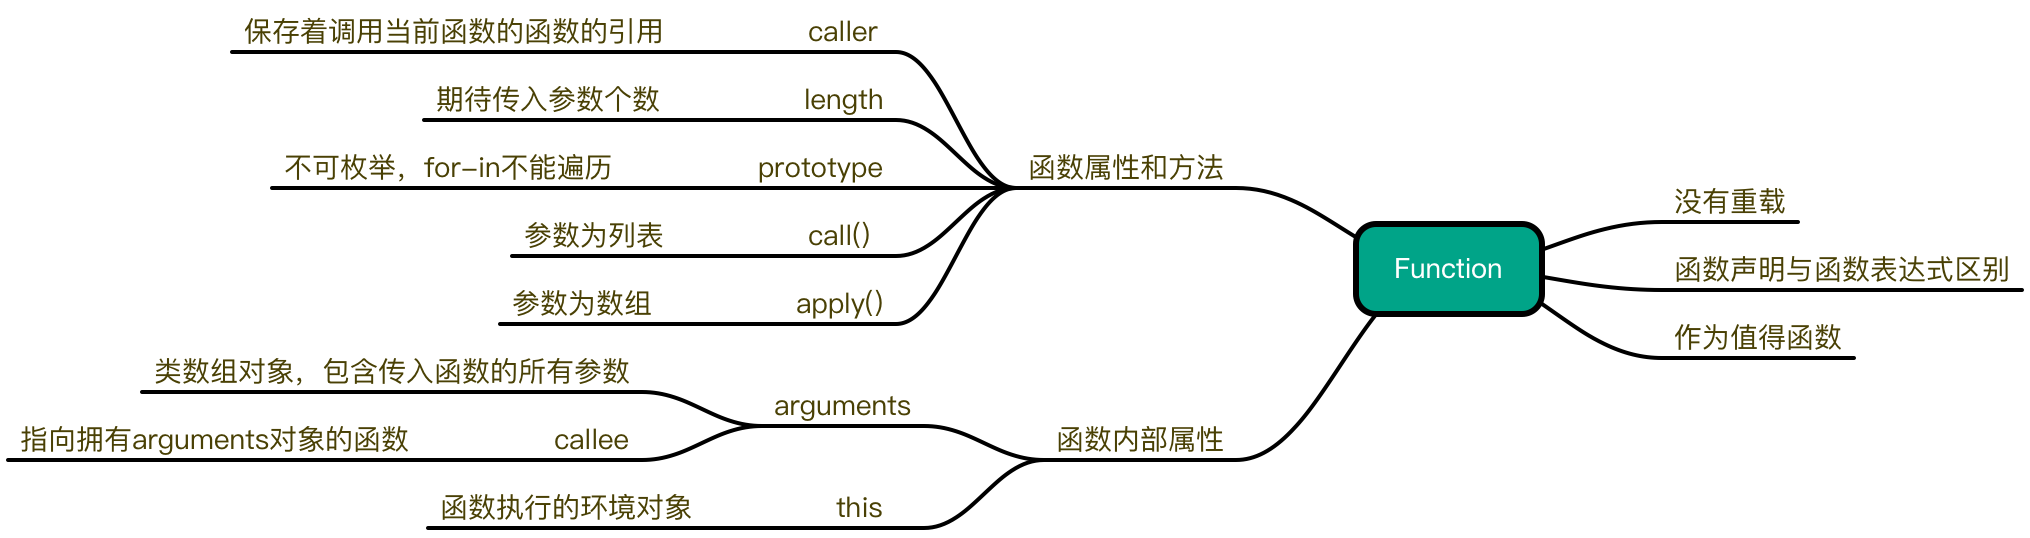 保存着调用当前函数的函数的引用 caller
期待传入参数个数 length
不可枚举，for-in不能遍历 prototype
函数属性和方法
参数为列表 call()
参数为数组 apply()
类数组对象，包含传入函数的所有参数
arguments
指向拥有arguments对象的函数 callee
函数内部属性
函数执行的环境对象 this
Function
没有重载
函数声明与函数表达式区别
作为值得函数